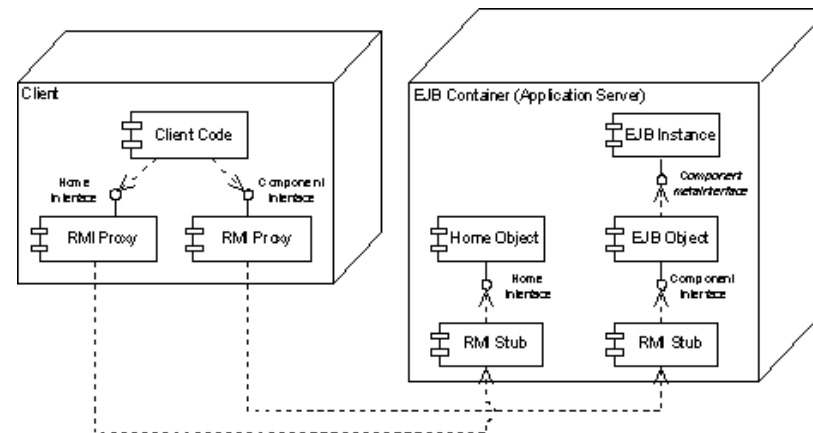 Client
EJB Container (Application Server)
Client Code
EJB Instance
Home
Interface
Component
Interface
Component
metaInterface
RMI Proxy
RMI Proxy
Home Object
EJB Object
Home
Interface
Component
Interface
RMI Stub
RMI Stub